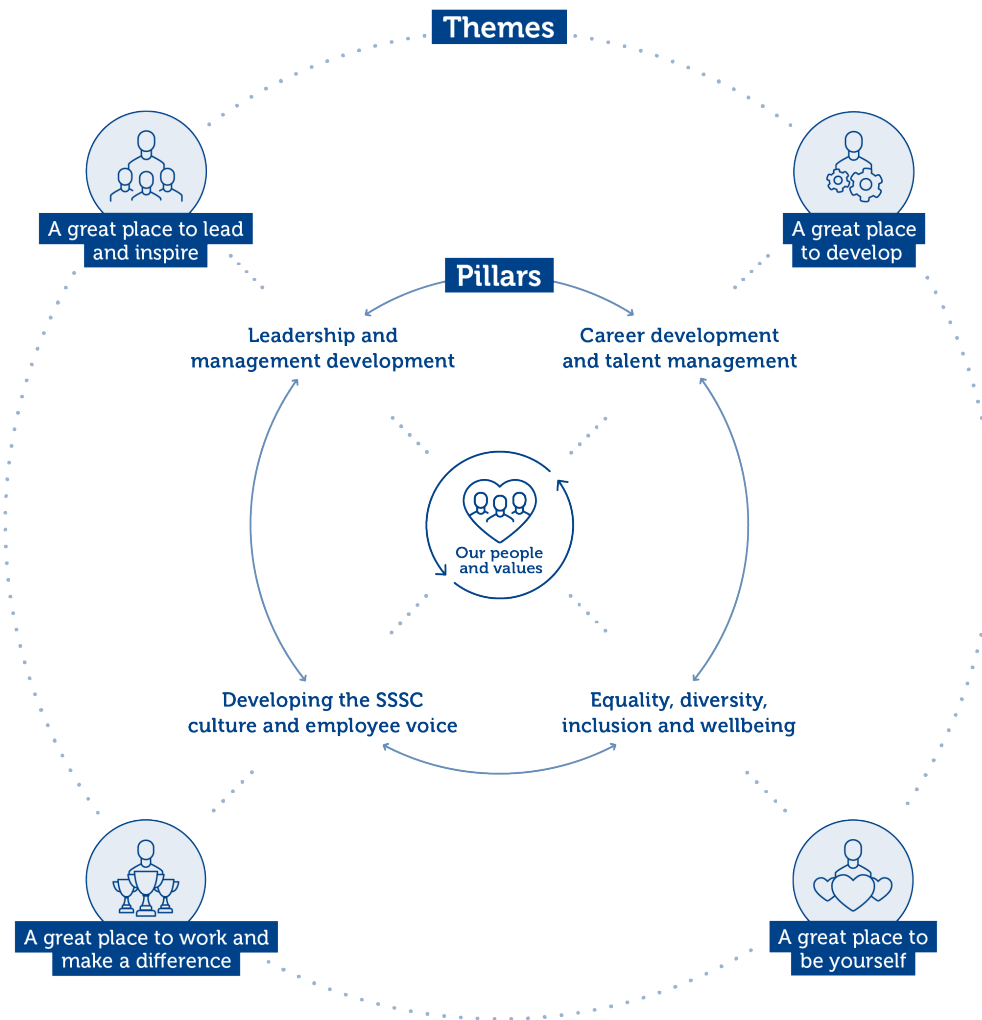 Themes
A great place to lead
and inspire
A great place
to develop
Pillars
Leadership and
management development
Career development
and talent management
Our people
and values
Developing the SSSC
culture and employee voice
Equality, diversity,
inclusion and wellbeing
A great place to work and
make a difference
A great place to
be yourself